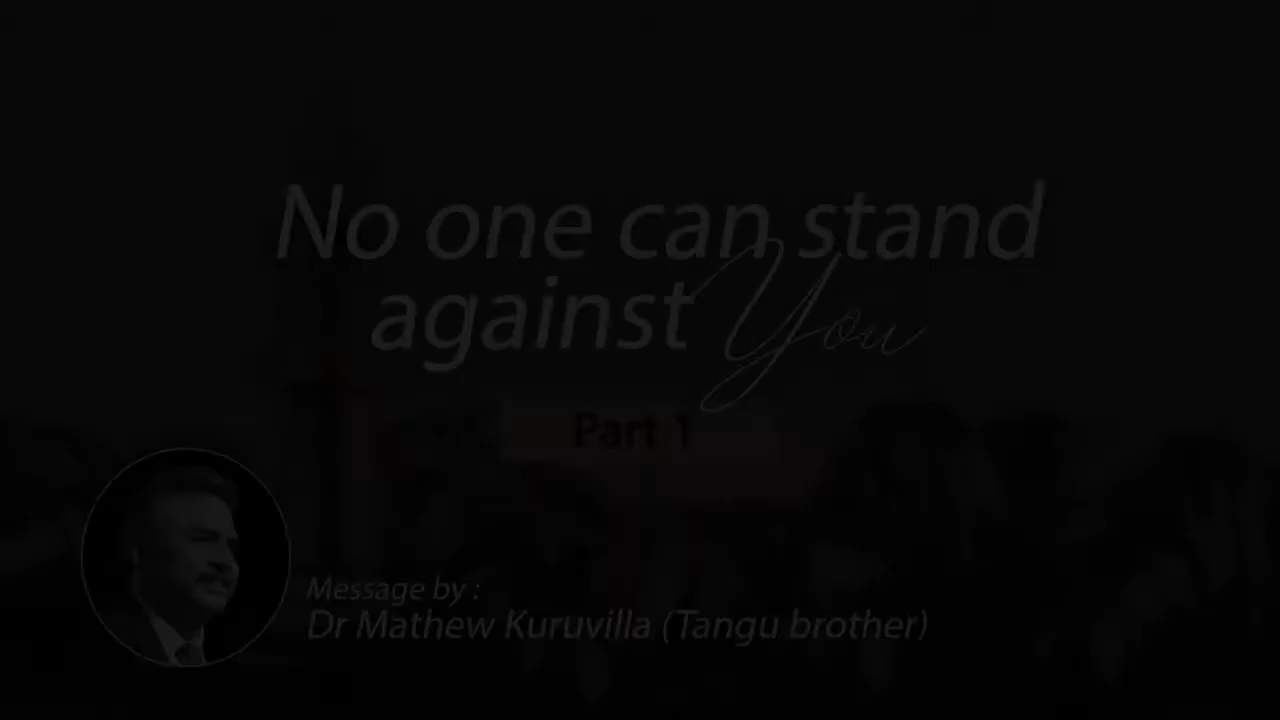 No one can stand
against You
Part 1
Message by :
Dr Mathew Kuruvilla (Tangu brother)